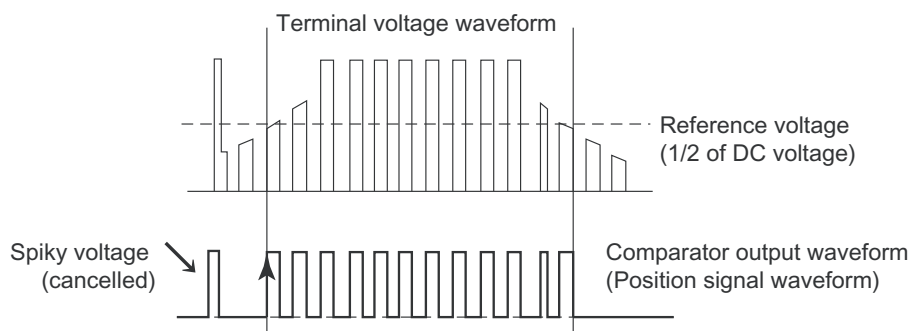 Terminal voltage waveform
Reference voltage
(1/2 of DC voltage)
Spiky voltage
(cancelled)
Comparator output waveform
(Position signal waveform)